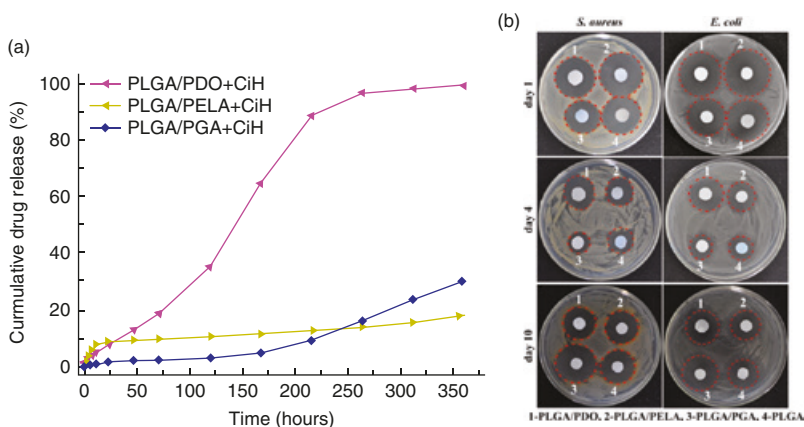 (a)
Curmulative drug release (%)
100
80
60
40
20
0
PLGA/PDO+CiH
PLGA/PELA+CiH
PLGA/PGA+CiH
0 50 100 150 200 250 300 350
Time (hours)
(b)
S. aureus E. coli
day 1
1 2 1 2
3 4 3 4
day 4
1 2 1 2
3 4 3 4
day 10
1 2 1 2
3 4 3 4
1-PLGA/PDO, 2-PLGA/PELA, 3-PLGA/PGA, 4-PLGA